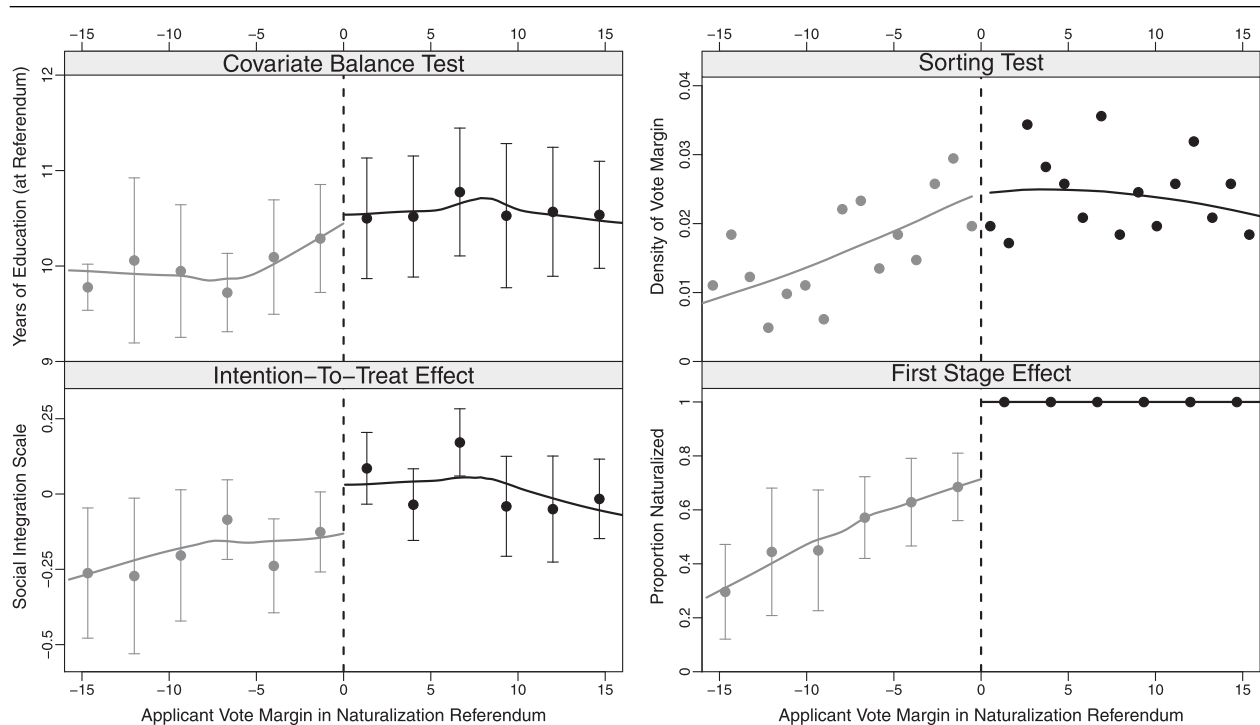 −15 −10 −5 0 5 10 15
Covariate Balance Test
Years of Education (at Referendum)
12
11
10
9
−15 −10 −5 0 5 10 15
Sorting Test
Density of Vote Margin
0.04
0.03
0.02
0.01
0
Intention−To−Treat Effect
Social Integration Scale
0.25
0
−0.25
−0.5
−15 −10 −5 0 5 10 15
Applicant Vote Margin in Naturalization Referendum
First Stage Effect
Proportion Naturalized
1
0.8
0.6
0.4
0.2
0
−15 −10 −5 0 5 10 15
Applicant Vote Margin in Naturalization Referendum